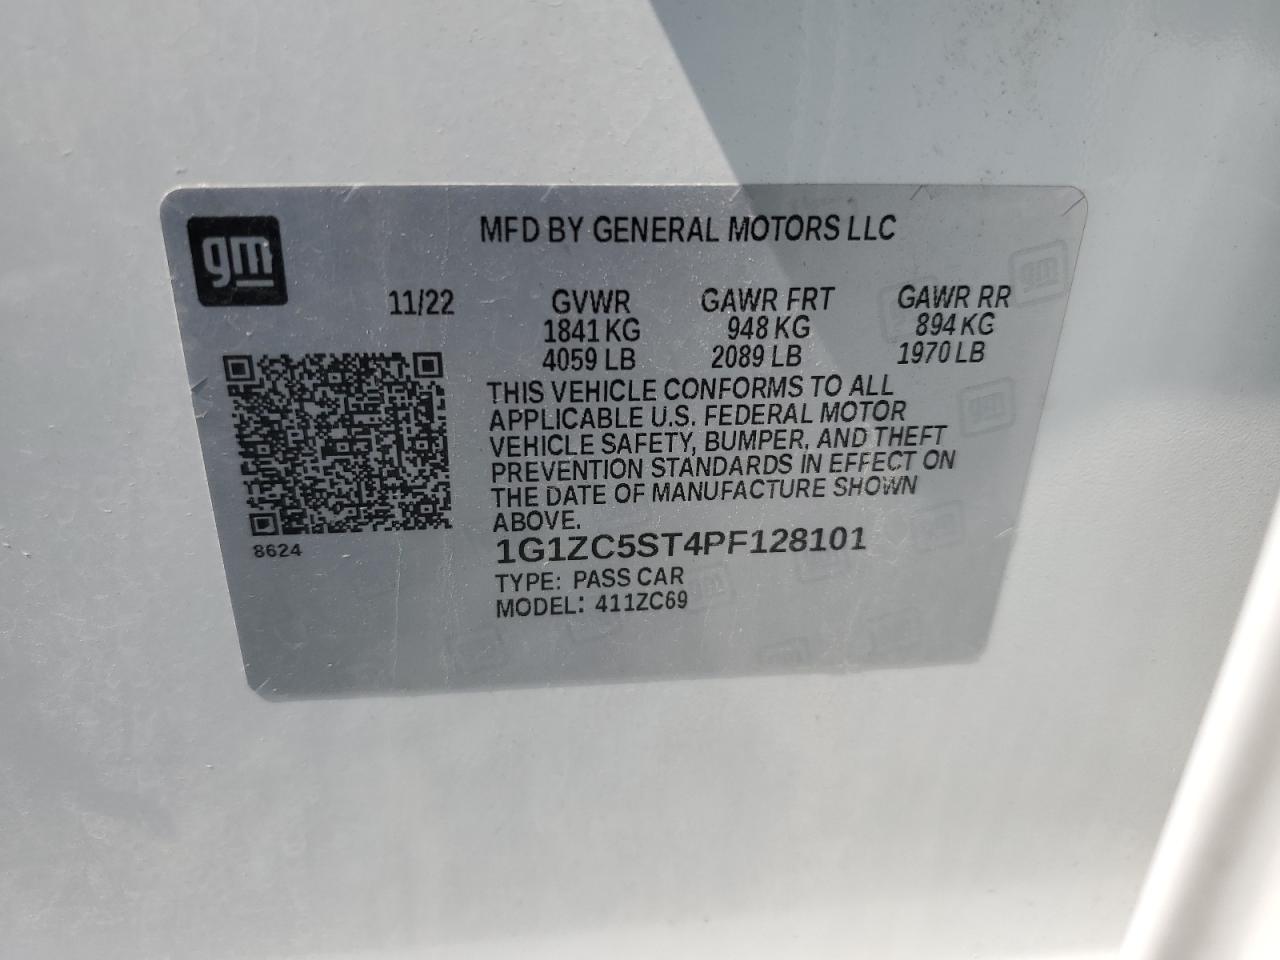 gm
MFD BY GENERAL MOTORS LLC
11/22 GVWR GAWR FRT GAWR RR
1841 KG 948 KG 894 KG
4059 LB 2089 LB 1970 LB
THIS VEHICLE CONFORMS TO ALL
APPLICABLE U.S. FEDERAL MOTOR
VEHICLE SAFETY, BUMPER, AND THEFT
PREVENTION STANDARDS IN EFFECT ON
THE DATE OF MANUFACTURE SHOWN
ABOVE.
8624
1G1ZC5ST4PF128101
TYPE: PASS CAR
MODEL: 411ZC69